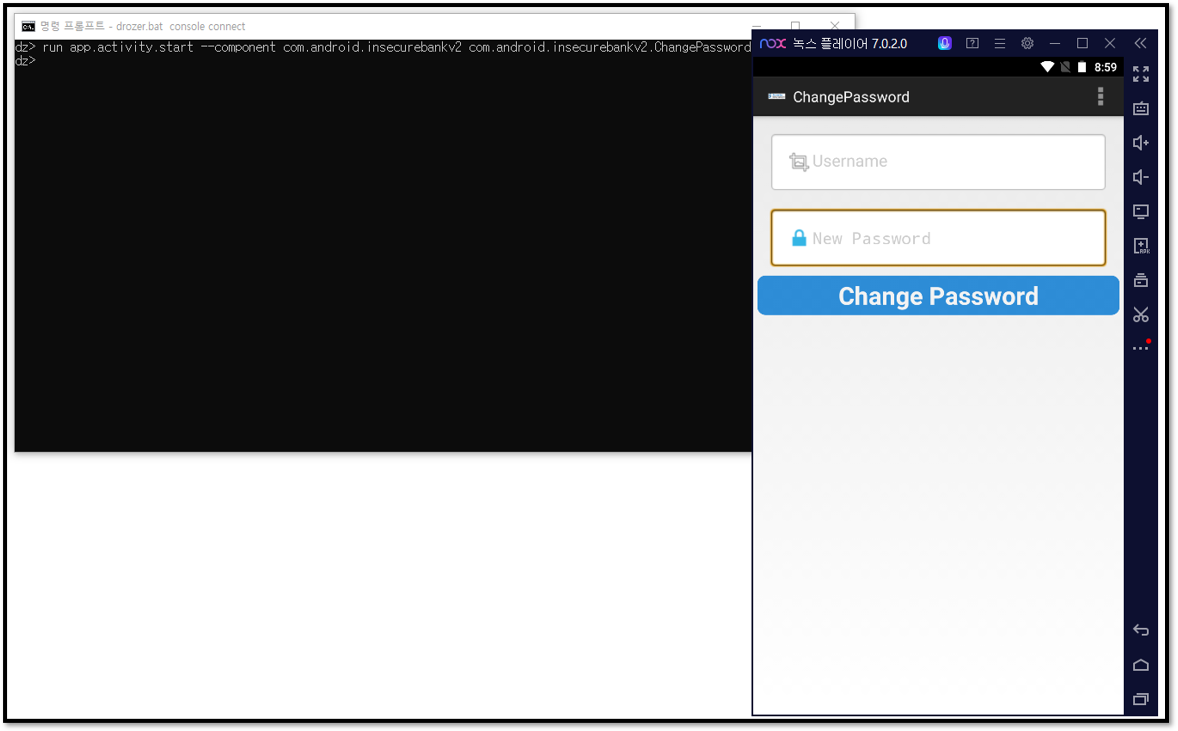 명령 프롬프트 - drozer.bat console connect
dz> run app.activity.start --component com.android.insecurebankv2 com.android.insecurebankv2.ChangePassword
dz>
nox 녹스 플레이어 7.0.2.0
8:59
ChangePassword
Username
New Password
Change Password